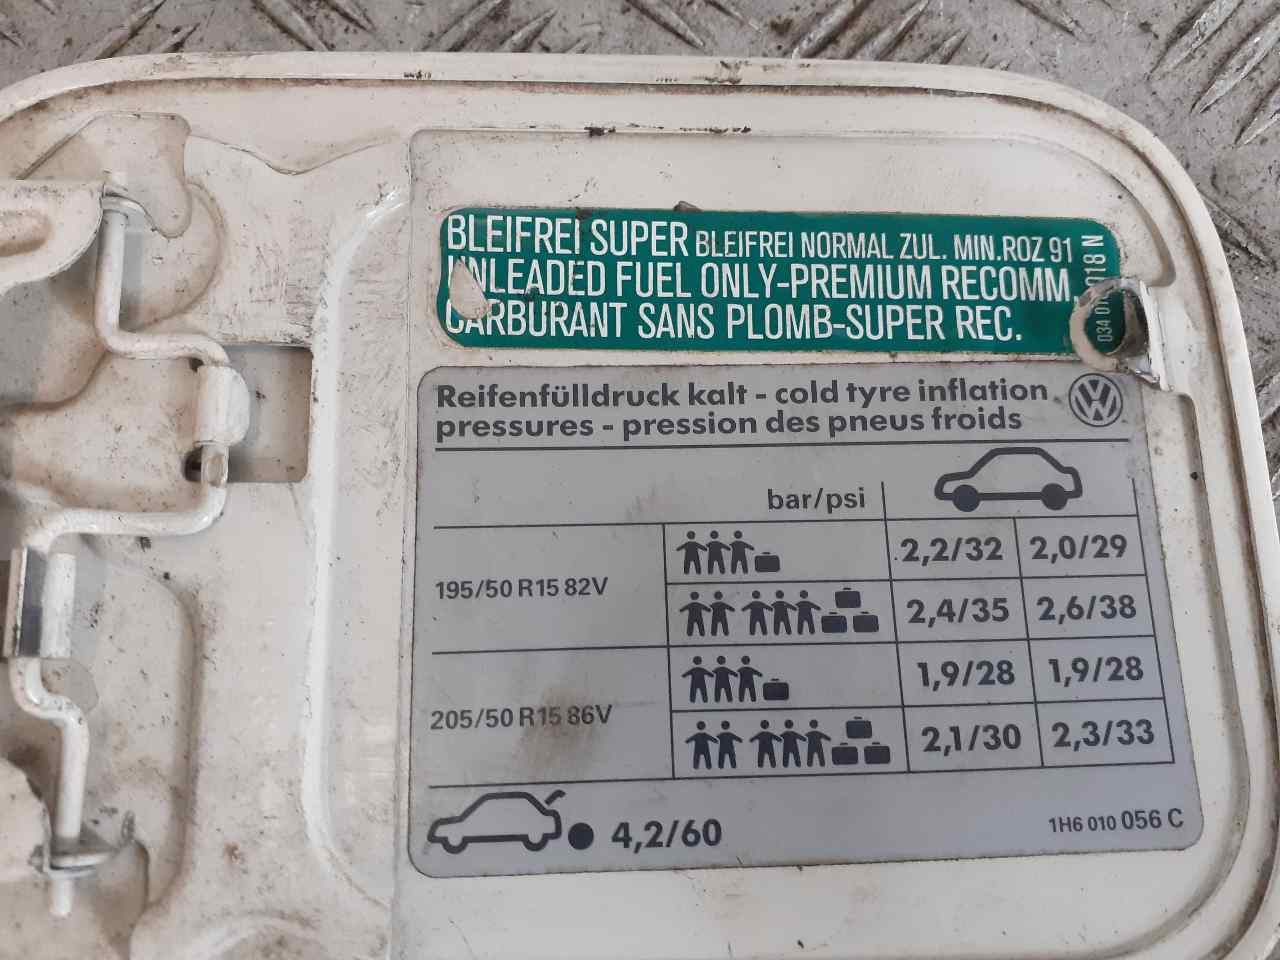 BLEIFREI SUPER BLEIFREI NORMAL ZUL. MIN.ROZ 91
UNLEADED FUEL ONLY-PREMIUM RECOMM.
CARBURANT SANS PLOMB-SUPER REC.
018 N
034
Reifenfülldruck kalt - cold tyre inflation
pressures - pression des pneus froids
VW
bar/psi
195/50 R15 82V
2,2/32 2,0/29
2,4/35 2,6/38
205/50 R15 86V
1,9/28 1,9/28
2,1/30 2,3/33
4,2/60
1H6 010 056 C